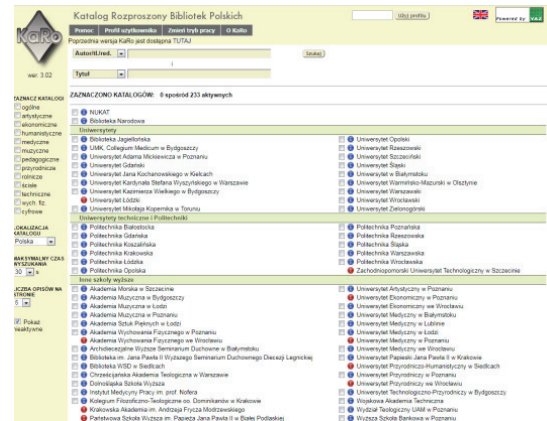 KaRo
wer. 3.02
Katalog Rozproszony Bibliotek Polskich
Użyj profilu
Powered by YAZ
Pomoc Profil użytkownika Zmień tryb pracy O KaRo
Poprzednia wersja KaRo jest dostępna TUTAJ
Autor/it./red.
Szukaj
i
Tytuł
ZAZNACZ KATALOGI
ogólne
artystyczne
ekonomiczne
humanistyczne
medyczne
muzyczne
pedagogiczne
przyrodnicze
rolnicze
ścisłe
techniczne
wych. fiz.
cyfrowe
LOKALIZACJA KATALOGU
Polska
MAKSYMALNY CZAS WYSZUKANIA
30 s
LICZBA OPISÓW NA STRONIE
5
Pokaż nieaktywne
ZAZNACZONO KATALOGÓW: 0 spośród 233 aktywnych
NUKAT
Biblioteka Narodowa
Uniwersytety
Biblioteka Jagiellońska
UMK, Collegium Medicum w Bydgoszczy
Uniwersytet Adama Mickiewicza w Poznaniu
Uniwersytet Gdański
Uniwersytet Jana Kochanowskiego w Kielcach
Uniwersytet Kardynała Stefana Wyszyńskiego w Warszawie
Uniwersytet Kazimierza Wielkiego w Bydgoszczy
Uniwersytet Łódzki
Uniwersytet Mikołaja Kopernika w Toruniu
Uniwersytet Opolski
Uniwersytet Rzeszowski
Uniwersytet Szczeciński
Uniwersytet Śląski
Uniwersytet w Białymstoku
Uniwersytet Warmińsko-Mazurski w Olsztynie
Uniwersytet Warszawski
Uniwersytet Wrocławski
Uniwersytet Zielonogórski
Uniwersytety techniczne i Politechniki
Politechnika Białostocka
Politechnika Gdańska
Politechnika Koszalińska
Politechnika Krakowska
Politechnika Łódzka
Politechnika Opolska
Politechnika Poznańska
Politechnika Rzeszowska
Politechnika Śląska
Politechnika Warszawska
Politechnika Wrocławska
Zachodniopomorski Uniwersytet Technologiczny w Szczecinie
Inne szkoły wyższe
Akademia Morska w Szczecinie
Akademia Muzyczna w Bydgoszczy
Akademia Muzyczna w Łodzi
Akademia Muzyczna w Poznaniu
Akademia Sztuk Pięknych w Łodzi
Akademia Wychowania Fizycznego w Poznaniu
Akademia Wychowania Fizycznego w Warszawie
Archidiecezjalne Wyższe Seminarium Duchowne w Białymstoku
Biblioteka im. Jana Pawła II Wyższego Seminarium Duchownego Diecezji Legnickiej
Biblioteka WSD w Siedlcach
Chrześcijańska Akademia Teologiczna w Warszawie
Dolnośląska Szkoła Wyższa
Instytut Medycyny Pracy im. prof. Nofera
Kolegium Filozoficzno-Teologiczne oo. Dominikanów w Krakowie
Krakowska Akademia im. Andrzeja Frycza Modrzewskiego
Państwowa Szkoła Wyższa im. Papieża Jana Pawła II w Białej Podlaskiej
Uniwersytet Artystyczny w Poznaniu
Uniwersytet Ekonomiczny w Poznaniu
Uniwersytet Ekonomiczny we Wrocławiu
Uniwersytet Medyczny w Białymstoku
Uniwersytet Medyczny w Lublinie
Uniwersytet Medyczny w Łodzi
Uniwersytet Medyczny w Poznaniu
Uniwersytet Medyczny we Wrocławiu
Uniwersytet Papieski Jana Pawła II w Krakowie
Uniwersytet Przyrodniczo-Humanistyczny w Siedlcach
Uniwersytet Przyrodniczy w Poznaniu
Uniwersytet Przyrodniczy we Wrocławiu
Uniwersytet Technologiczno-Przyrodniczy w Bydgoszczy
Wojskowa Akademia Techniczna
Wydział Teologiczny UAM w Poznaniu
Wyższa Szkoła Bankowa w Poznaniu